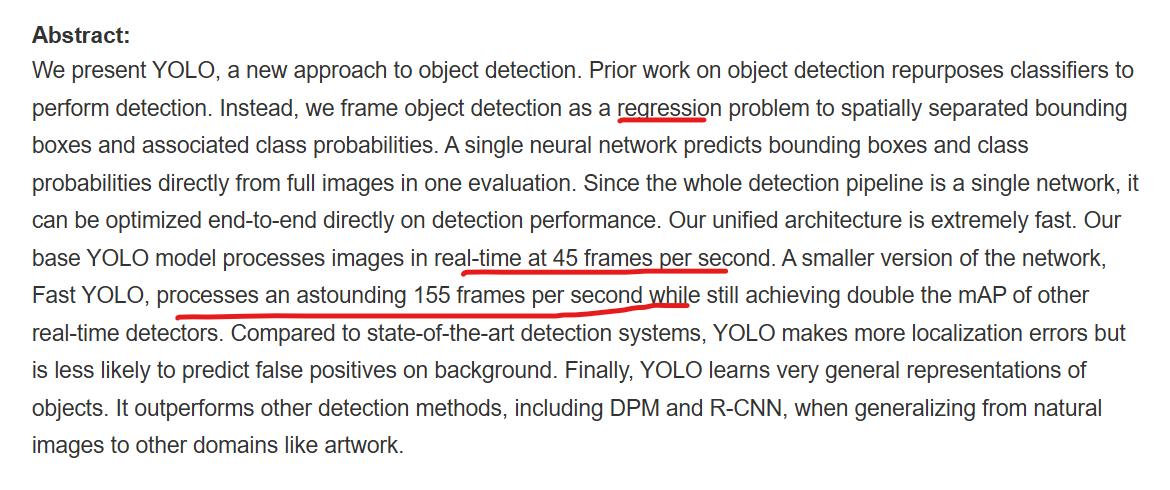 Abstract:
We present YOLO, a new approach to object detection. Prior work on object detection repurposes classifiers to
perform detection. Instead, we frame object detection as a regression problem to spatially separated bounding
boxes and associated class probabilities. A single neural network predicts bounding boxes and class
probabilities directly from full images in one evaluation. Since the whole detection pipeline is a single network, it
can be optimized end-to-end directly on detection performance. Our unified architecture is extremely fast. Our
base YOLO model processes images in real-time at 45 frames per second. A smaller version of the network,
Fast YOLO, processes an astounding 155 frames per second while still achieving double the mAP of other
real-time detectors. Compared to state-of-the-art detection systems, YOLO makes more localization errors but
is less likely to predict false positives on background. Finally, YOLO learns very general representations of
objects. It outperforms other detection methods, including DPM and R-CNN, when generalizing from natural
images to other domains like artwork.